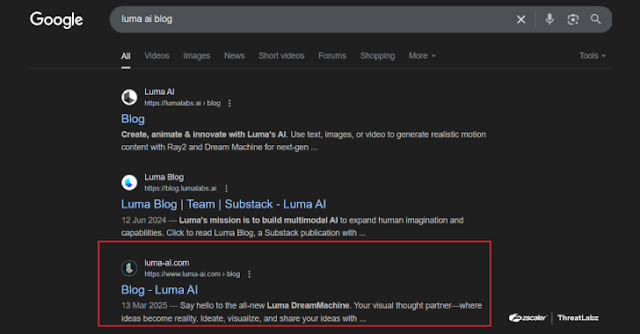 Google
luma ai blog
All Videos Images News Short videos Forums Shopping More Tools
Luma AI
https://lumalabs.ai › blog
Blog
Create, animate & innovate with Luma's AI. Use text, images, or video to generate realistic motion
content with Ray2 and Dream Machine for next-gen ...
Luma Blog
https://blog.lumalabs.ai
Luma Blog | Team | Substack - Luma AI
12 Jun 2024 — Luma's mission is to build multimodal AI to expand human imagination and
capabilities. Click to read Luma Blog, a Substack publication with ...
luma-ai.com
https://www.luma-ai.com › blog
Blog - Luma AI
13 Mar 2025 — Say hello to the all-new Luma DreamMachine. Your visual thought partner—where
ideas become reality. Ideate, visualize, and share your ideas with ...
zscaler | ThreatLabz